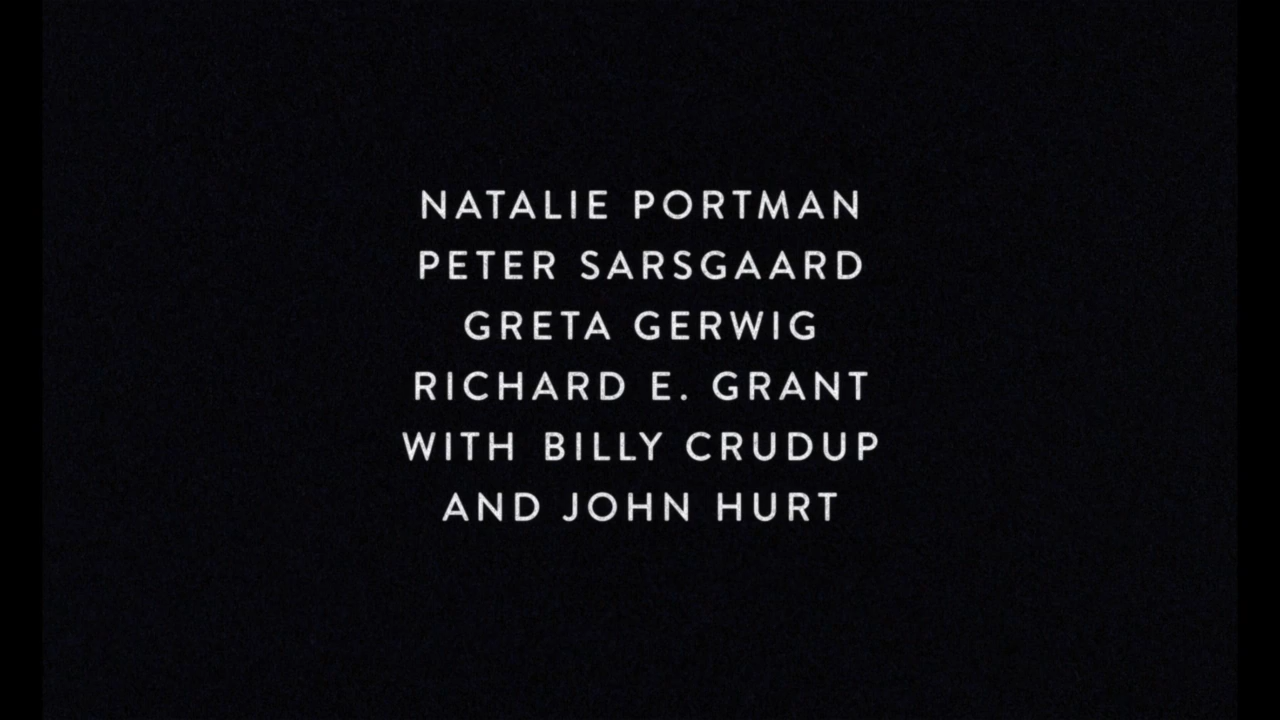 NATALIE PORTMAN
PETER SARSGAARD
GRETA GERWIG
RICHARD E. GRANT
WITH BILLY CRUDUP
AND JOHN HURT